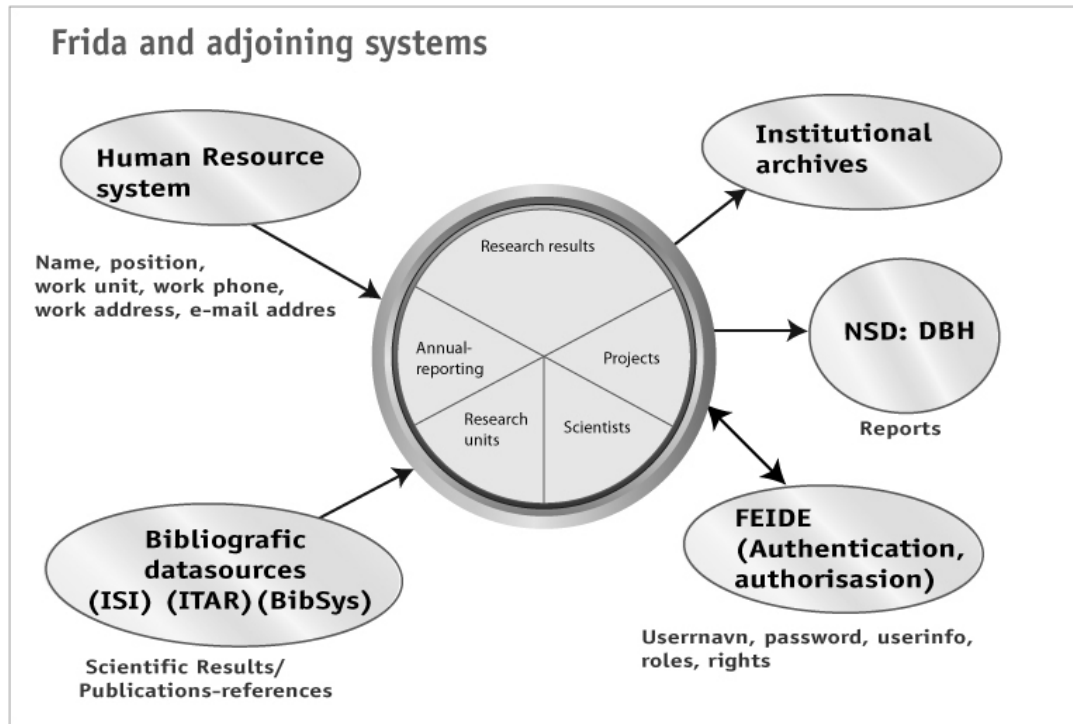 Frida and adjoining systems
Human Resource
system
Name, position,
work unit, work phone,
work address, e-mail addres
Institutional
archives
Research results
Annual-
reporting
Projects
Research
units
Scientists
NSD: DBH
Reports
Bibliografic
datasources
(ISI) (ITAR) (BibSys)
Scientific Results/
Publications-references
FEIDE
(Authentication,
authorisasion)
Userrnavn, password, userinfo,
roles, rights